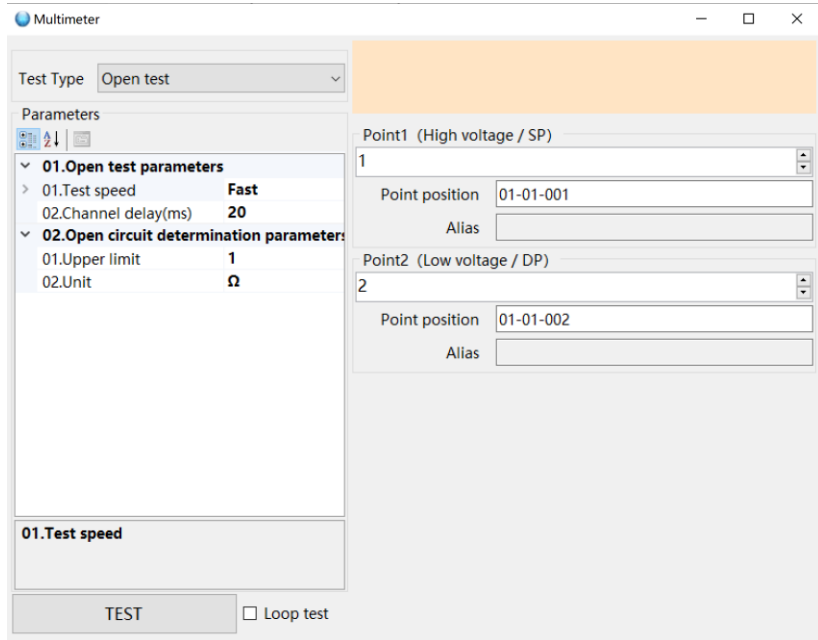 Multimeter
Test Type Open test
Parameters
01.Open test parameters
01.Test speed Fast
02.Channel delay(ms) 20
02.Open circuit determination parameters
01.Upper limit 1
02.Unit Ω
01.Test speed
TEST Loop test
Point1 (High voltage / SP)
1
Point position 01-01-001
Alias
Point2 (Low voltage / DP)
2
Point position 01-01-002
Alias